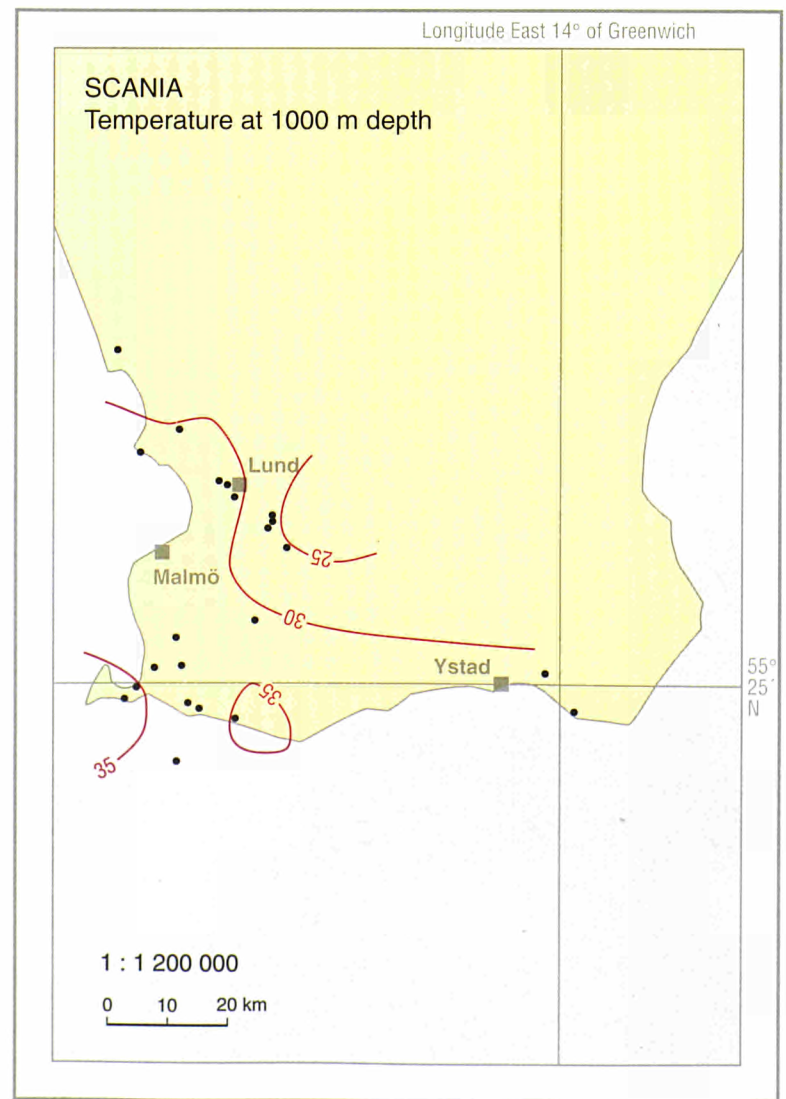 Longitude East 14° of Greenwich
SCANIA
Temperature at 1000 m depth
Lund
25
Malmö
30
Ystad
55°
25´
N
35
35
1 : 1 200 000
0 10 20 km